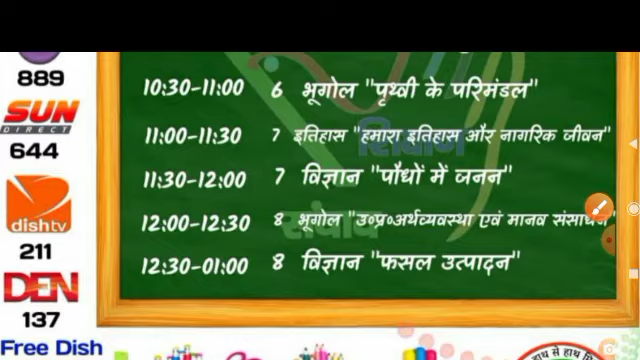 889
SUN
DIRECT
644
dishtv
211
DEN
137
Free Dish
10:30-11:00 6 भूगोल "पृथ्वी के परिमंडल"
11:00-11:30 7 इतिहास "हमारा इतिहास और नागरिक जीवन"
11:30-12:00 7 विज्ञान "पौधों में जनन"
12:00-12:30 8 भूगोल "उ०प्र०अर्थव्यवस्था एवं मानव संसाधन"
12:30-01:00 8 विज्ञान "फसल उत्पादन"
संवाद
हाथ से हाथ